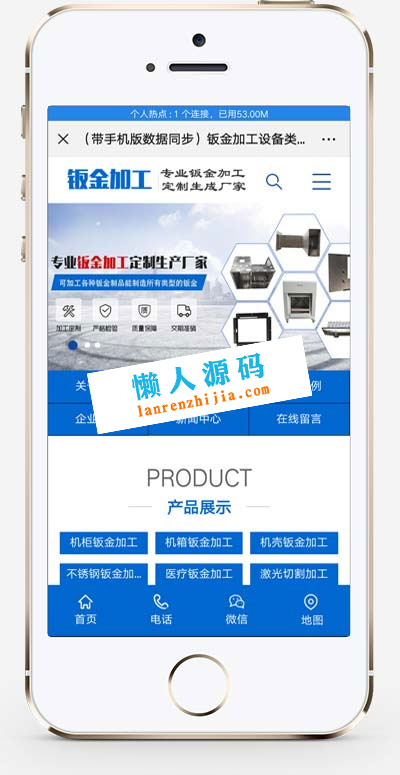 个人热点：1 个连接，已用53.00M
（带手机版数据同步）钣金加工设备类...
钣金加工
专业钣金加工
定制生成厂家
专业钣金加工定制生产厂家
可加工各种钣金制品能制造所有类型的钣金
加工定制
严格检验
质量保障
交期准确
关
例
懒人源码
lanrenzhijia.com
企业
新闻中心
在线留言
PRODUCT
产品展示
机柜钣金加工
机箱钣金加工
机壳钣金加工
不锈钢钣金加...
医疗钣金加工
激光切割加工
首页
电话
微信
地图